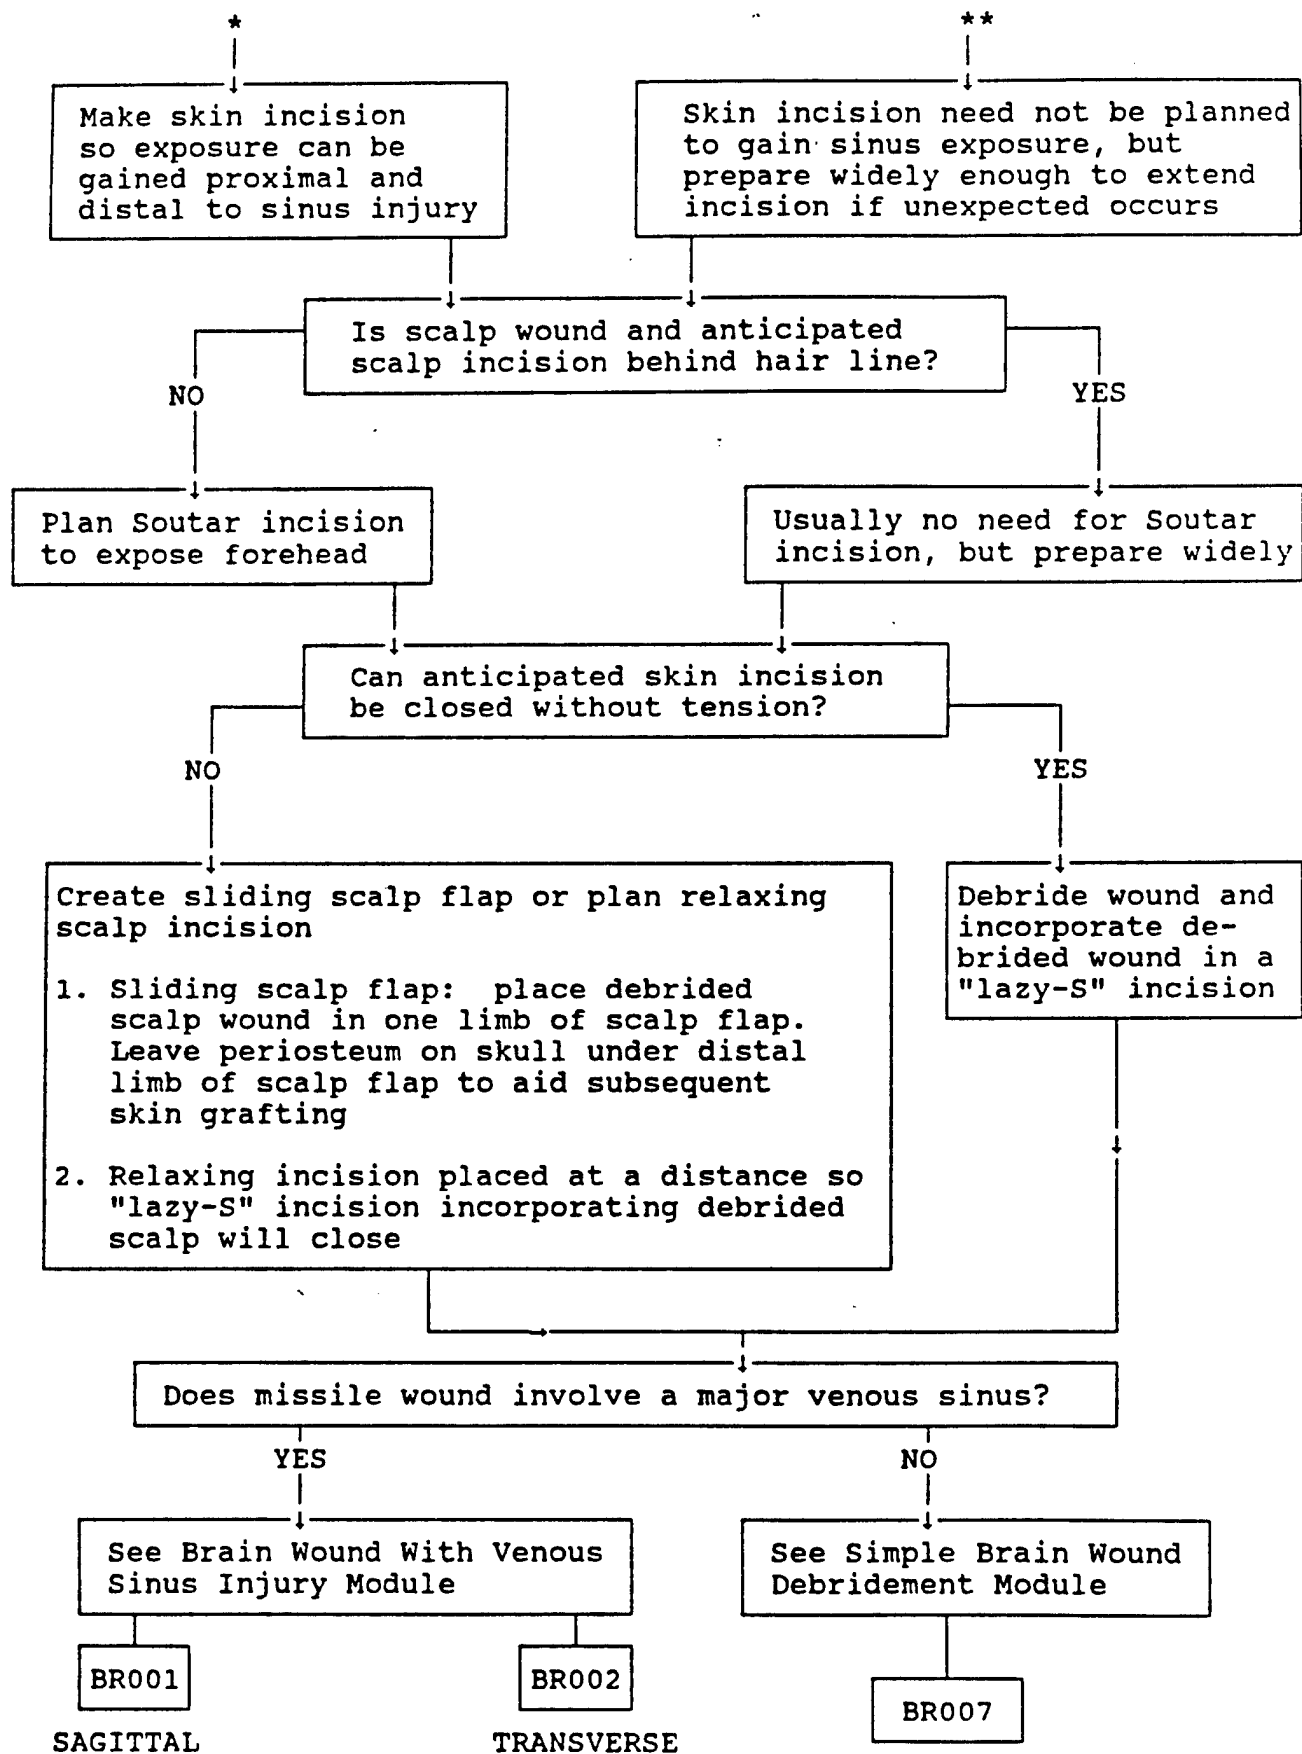 *
**
Make skin incision
so exposure can be
gained proximal and
distal to sinus injury
Skin incision need not be planned
to gain sinus exposure, but
prepare widely enough to extend
incision if unexpected occurs
Is scalp wound and anticipated
scalp incision behind hair line?
NO
YES
Plan Soutar incision
to expose forehead
Usually no need for Soutar
incision, but prepare widely
Can anticipated skin incision
be closed without tension?
NO
YES
Create sliding scalp flap or plan relaxing
scalp incision
1. Sliding scalp flap: place debrided
scalp wound in one limb of scalp flap.
Leave periosteum on skull under distal
limb of scalp flap to aid subsequent
skin grafting
2. Relaxing incision placed at a distance so
"lazy-S" incision incorporating debrided
scalp will close
Debride wound and
incorporate de-
brided wound in a
"lazy-S" incision
Does missile wound involve a major venous sinus?
YES
NO
See Brain Wound With Venous
Sinus Injury Module
See Simple Brain Wound
Debridement Module
BR001
BR002
BR007
SAGITTAL
TRANSVERSE